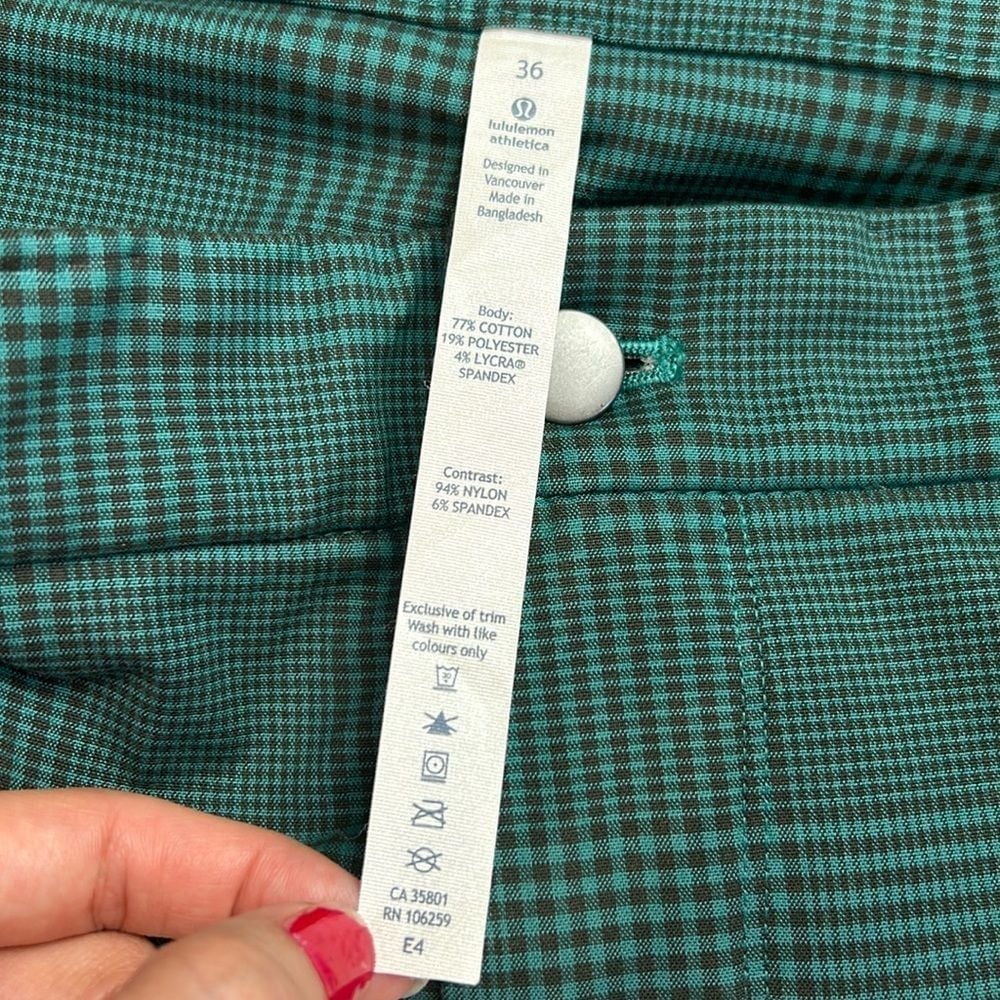 36
lululemon
athletica
Designed in
Vancouver
Made in
Bangladesh
Body:
77% COTTON
19% POLYESTER
4% LYCRA®
SPANDEX
Contrast:
94% NYLON
6% SPANDEX
Exclusive of trim
Wash with like
colours only
30
CA 35801
RN 106259
E4